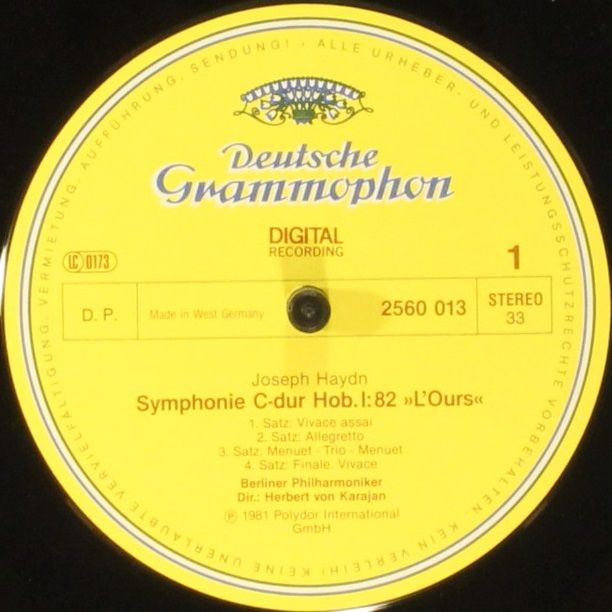 KEINE UNERLAUBTE VERVIELFÄLTIGUNG, VERMIETUNG, AUFFÜHRUNG, SENDUNG! · ALLE URHEBER- UND LEISTUNGSSCHUTZRECHTE VORBEHALTEN · KEIN VERLEIH!
Deutsche
Grammophon
DIGITAL
RECORDING
LC 0173
1
D. P.
Made in West Germany
2560 013
STEREO
33
Joseph Haydn
Symphonie C-dur Hob. I: 82 »L'Ours«
1. Satz: Vivace assai
2. Satz: Allegretto
3. Satz: Menuet - Trio - Menuet
4. Satz: Finale. Vivace
Berliner Philharmoniker
Dir.: Herbert von Karajan
℗ 1981 Polydor International
GmbH